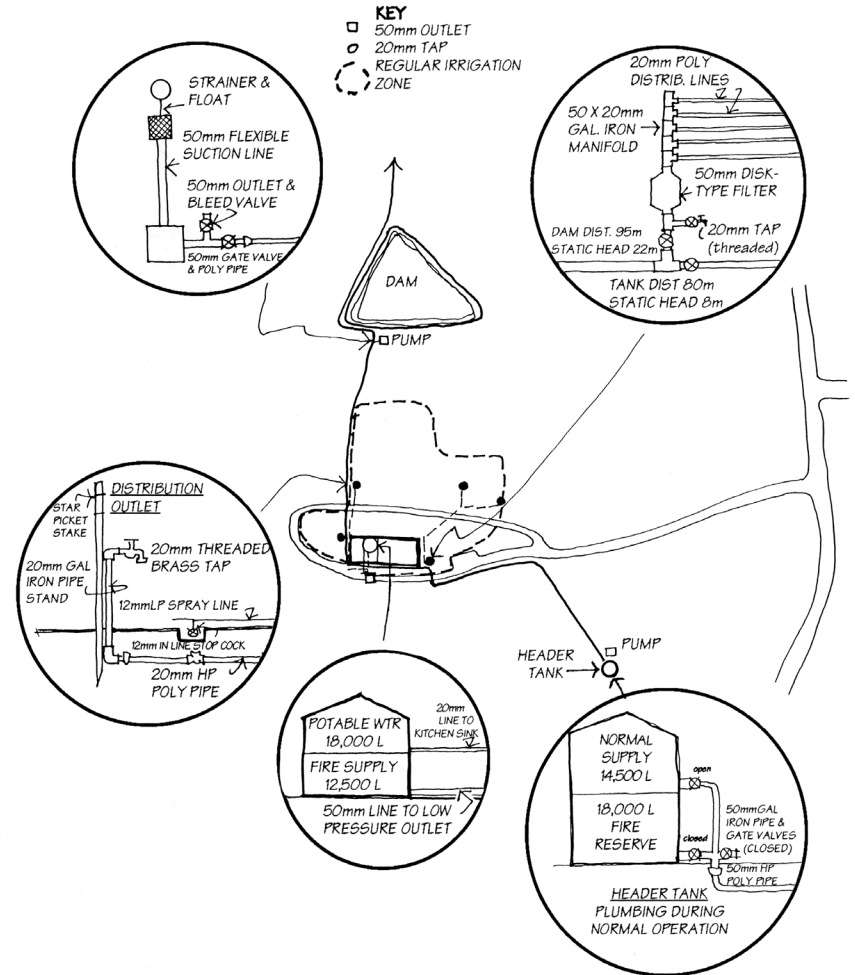 KEY
50mm OUTLET
20mm TAP
REGULAR IRRIGATION
ZONE
STRAINER &
FLOAT
50mm FLEXIBLE
SUCTION LINE
50mm OUTLET &
BLEED VALVE
50mm GATE VALVE
& POLY PIPE
20mm POLY
DISTRIB. LINES
50 X 20mm
GAL. IRON
MANIFOLD
50mm DISK-
TYPE FILTER
DAM DIST. 95m
STATIC HEAD 22m
20mm TAP
(threaded)
TANK DIST 80m
STATIC HEAD 8m
DAM
PUMP
DISTRIBUTION
OUTLET
STAR
PICKET
STAKE
20mm THREADED
BRASS TAP
20mm GAL
IRON PIPE
STAND
12mmLP SPRAY LINE
12mm IN LINE STOP COCK
20mm HP
POLY PIPE
HEADER
TANK
PUMP
POTABLE WTR
18,000 L
FIRE SUPPLY
12,500 L
20mm
LINE TO
KITCHEN SINK
50mm LINE TO LOW
PRESSURE OUTLET
NORMAL
SUPPLY
14,500 L
open
18,000 L
FIRE
RESERVE
closed
50mmGAL
IRON PIPE &
GATE VALVES
(CLOSED)
50mm HP
POLY PIPE
HEADER TANK
PLUMBING DURING
NORMAL OPERATION